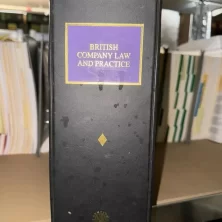 BRITISH
COMPANY LAW
AND PRACTICE